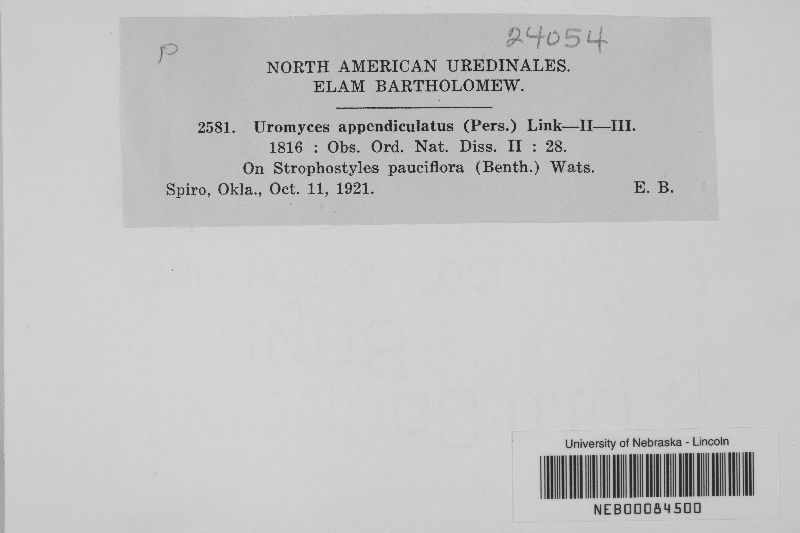 P
24054
NORTH AMERICAN UREDINALES.
ELAM BARTHOLOMEW.
2581. Uromyces appendiculatus (Pers.) Link—II—III.
1816 : Obs. Ord. Nat. Diss. II : 28.
On Strophostyles pauciflora (Benth.) Wats.
Spiro, Okla., Oct. 11, 1921. E. B.
University of Nebraska - Lincoln
NEB00084500